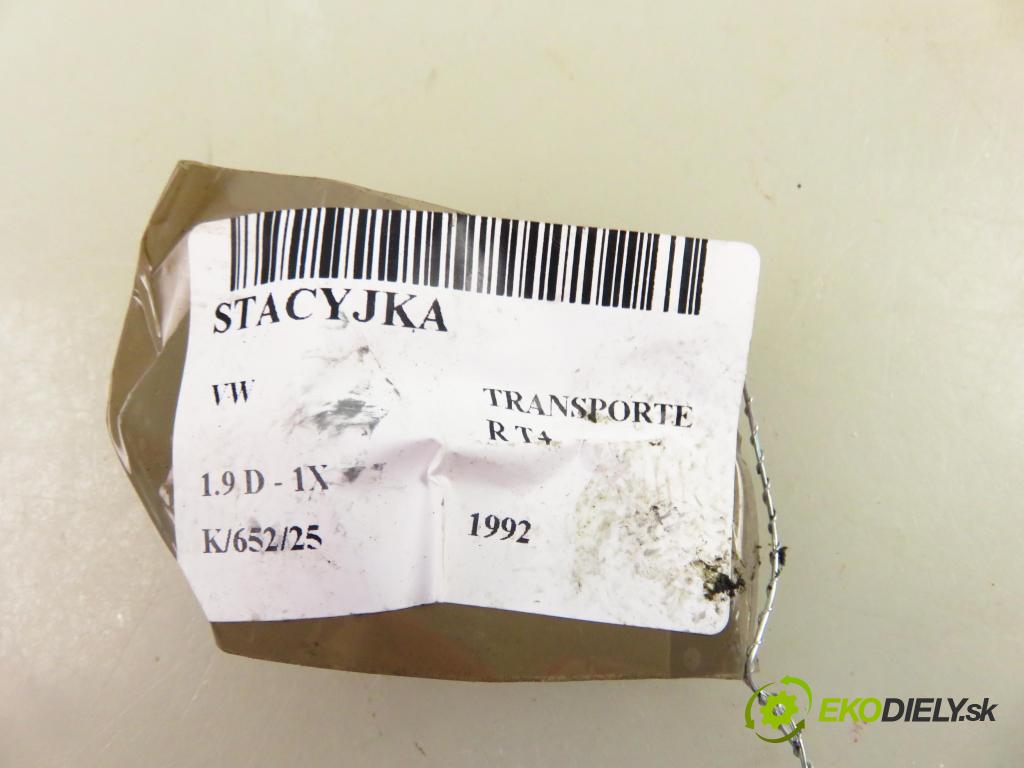 STACYJKA
VW
TRANSPORTE
R T4
1.9 D - 1X
K/652/25
1992
EKODIELY.sk